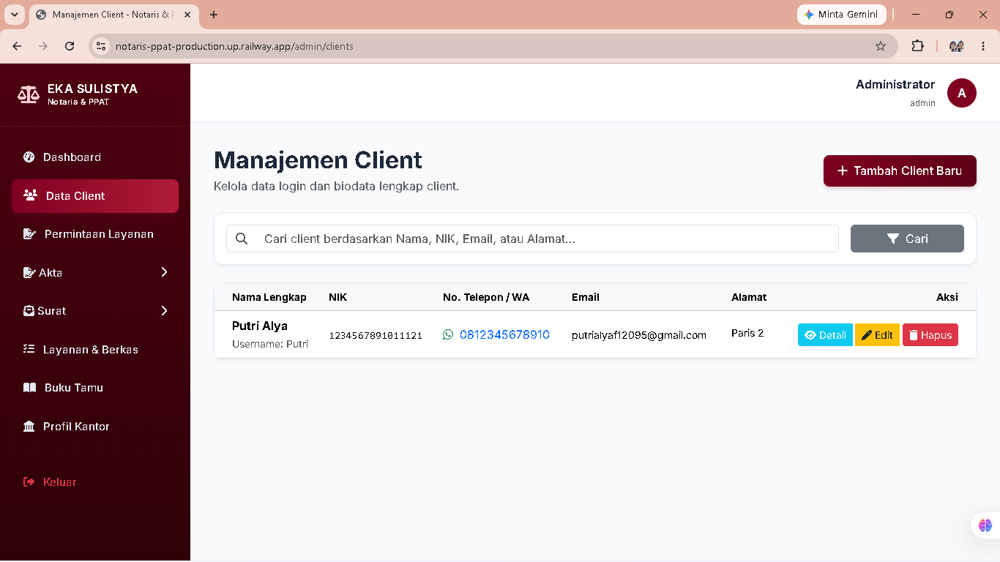 Manajemen Client - Notaris & P
Minta Gemini
notaris-ppat-production.up.railway.app/admin/clients
EKA SULISTYA
Notaris & PPAT
Administrator
admin
A
Dashboard
Data Client
Permintaan Layanan
Akta
Surat
Layanan & Berkas
Buku Tamu
Profil Kantor
Keluar
Manajemen Client
Kelola data login dan biodata lengkap client.
Tambah Client Baru
Cari client berdasarkan Nama, NIK, Email, atau Alamat...
Cari
Nama Lengkap NIK No. Telepon / WA Email Alamat Aksi
Putri Alya 1234567891011121 0812345678910 putrialyaf12095@gmail.com Paris 2 Detail Edit Hapus
Username: Putri